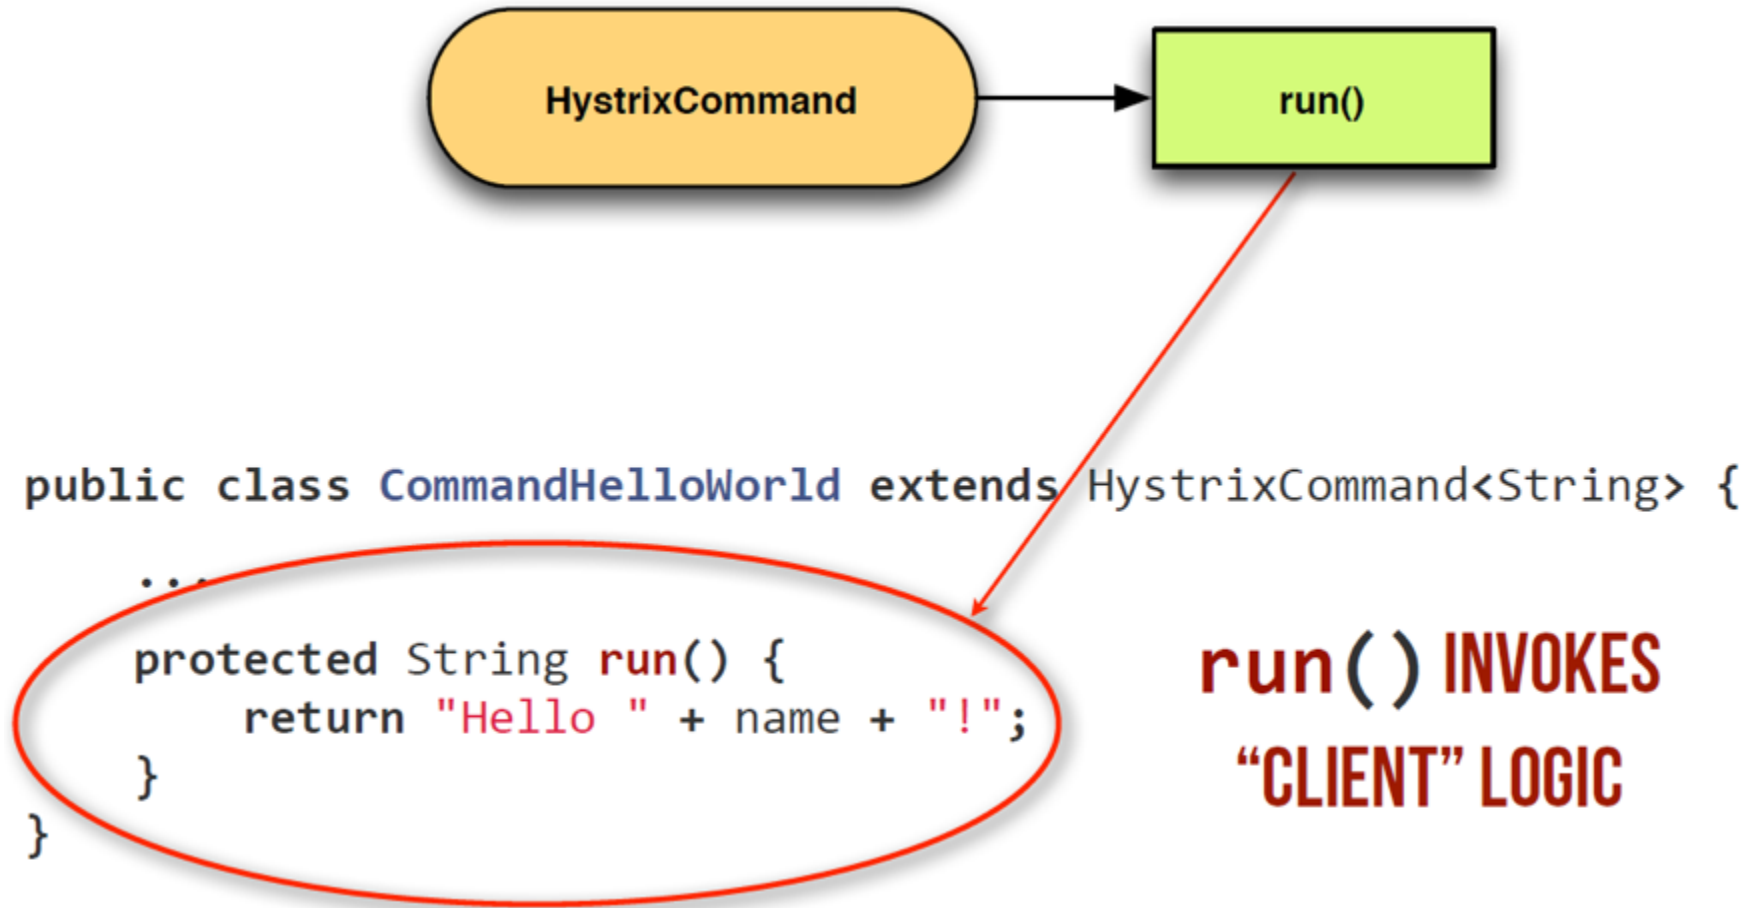 HystrixCommand
run()
public class CommandHelloWorld extends HystrixCommand<String> {
...
protected String run() {
return "Hello " + name + "!";
}
}
run() INVOKES
“CLIENT” LOGIC